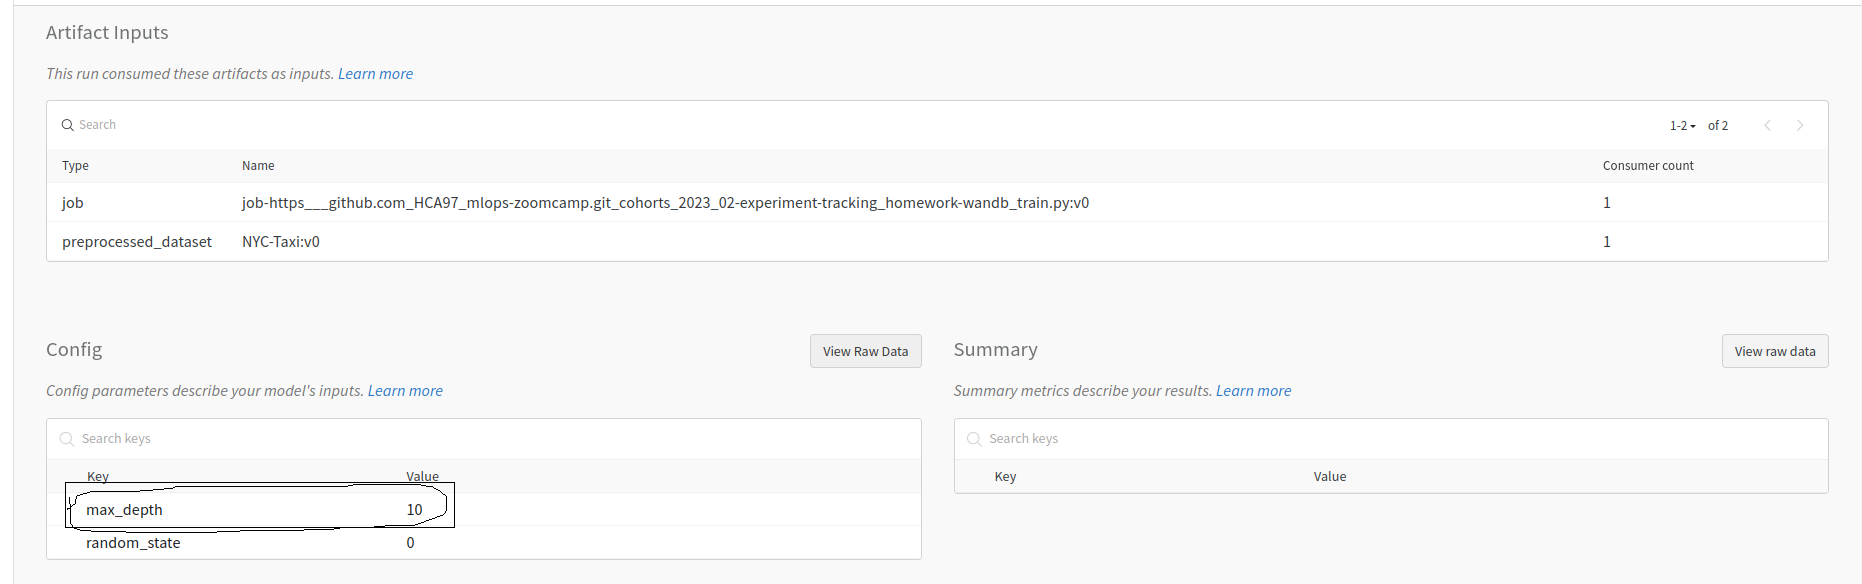 Artifact Inputs
This run consumed these artifacts as inputs. Learn more
Search
1-2 of 2
Type Name Consumer count
job job-https___github.com_HCA97_mlops-zoomcamp.git_cohorts_2023_02-experiment-tracking_homework-wandb_train.py:v0 1
preprocessed_dataset NYC-Taxi:v0 1
Config View Raw Data
Config parameters describe your model's inputs. Learn more
Search keys
Key Value
max_depth 10
random_state 0
Summary View raw data
Summary metrics describe your results. Learn more
Search keys
Key Value